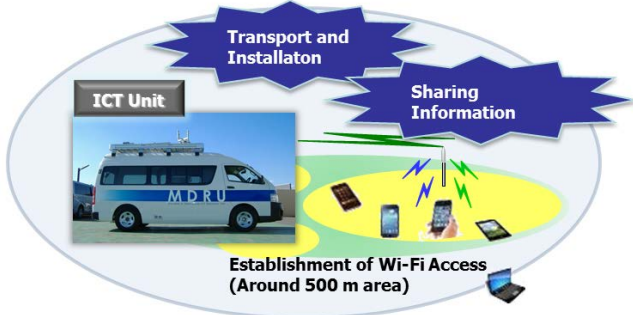 Transport and
Installaton
Sharing
Information
ICT Unit
MDRU
Establishment of Wi-Fi Access
(Around 500 m area)